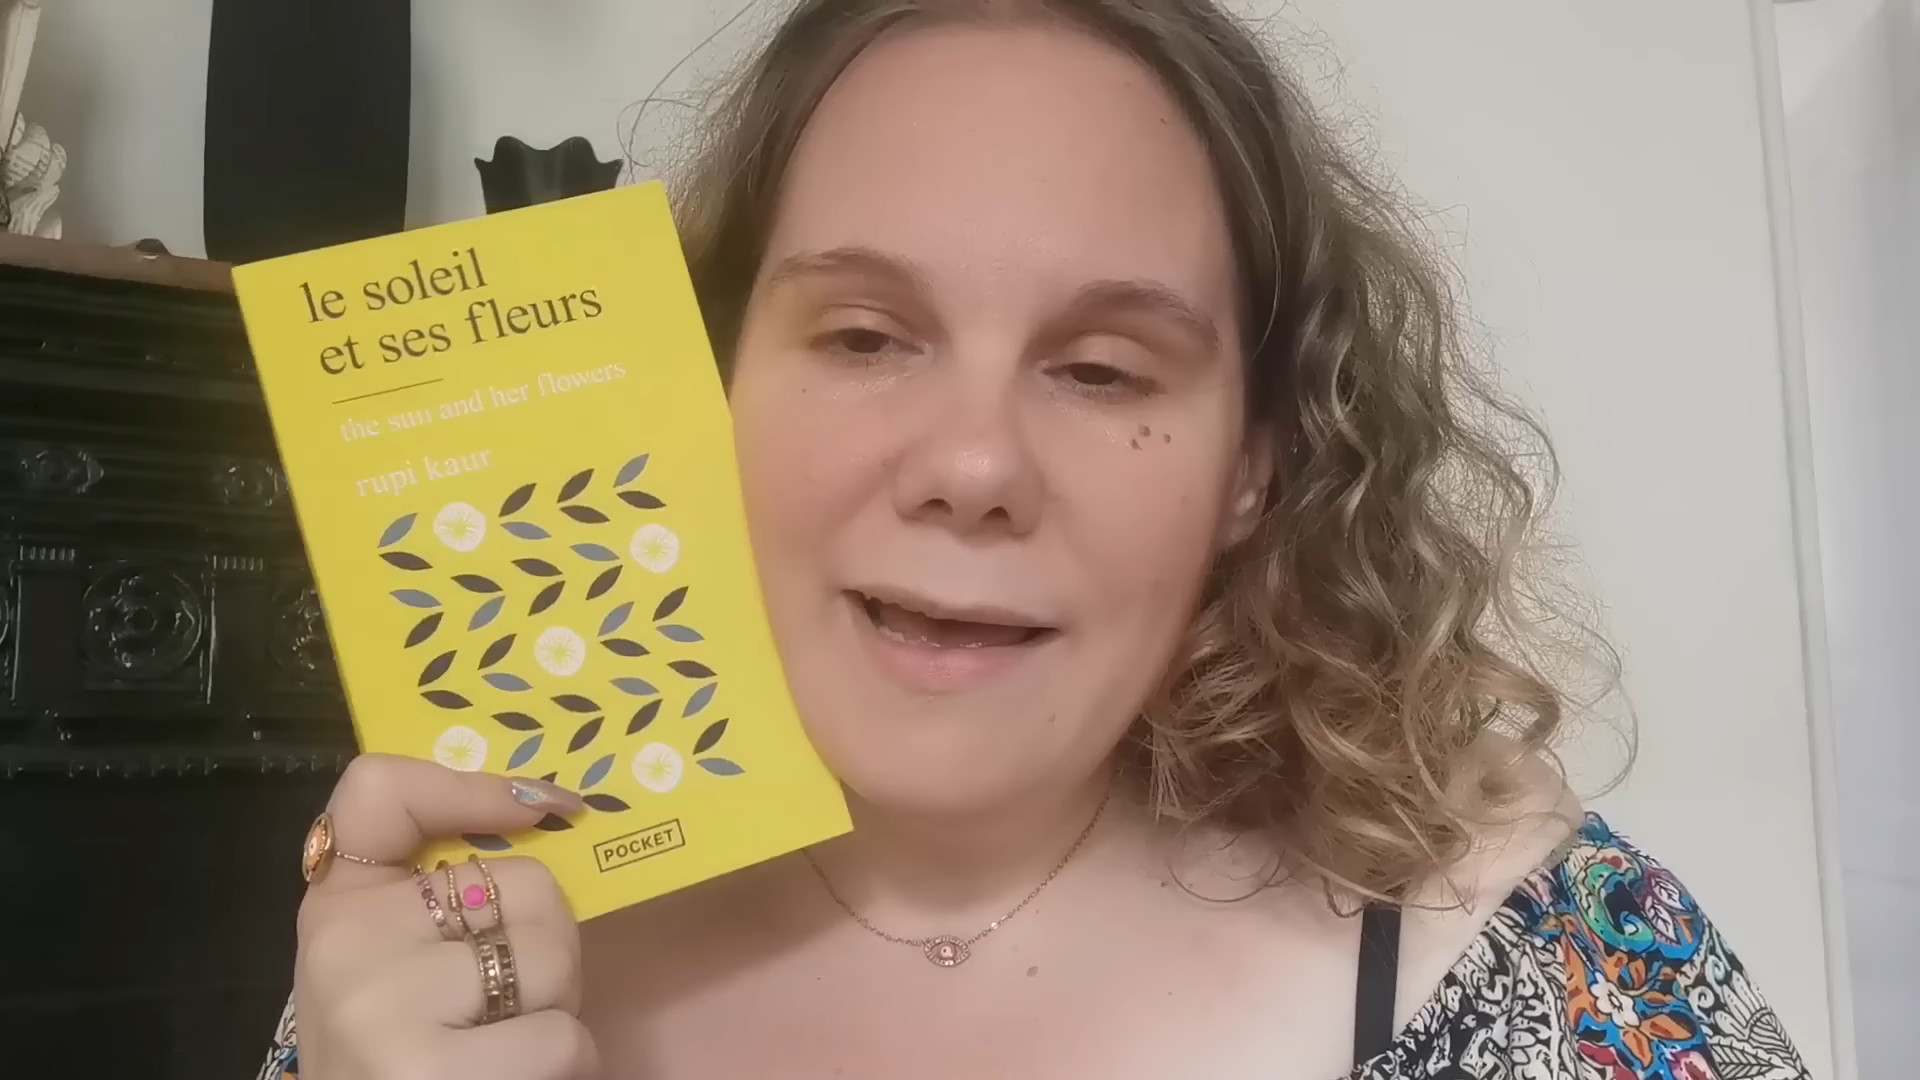 le soleil
et ses fleurs
the sun and her flowers
rupi kaur
POCKET